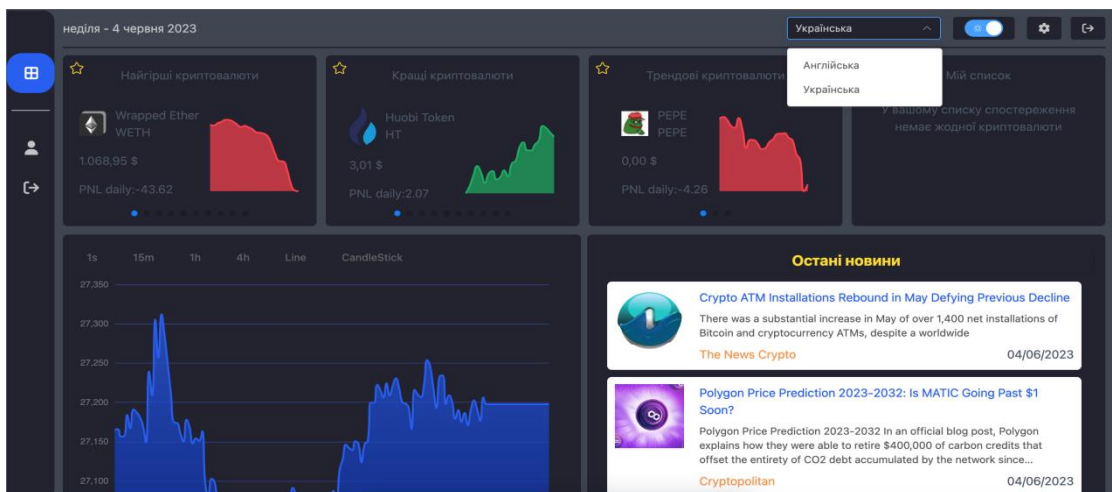 неділя - 4 червня 2023
Українська
Англійська
Українська
Найгірші криптовалюти
Wrapped Ether
WETH
1.068,95 $
PNL daily:-43.62
Кращі криптовалюти
Huobi Token
HT
3,01 $
PNL daily:2.07
Трендові криптовалюти
PEPE
PEPE
0,00 $
PNL daily:-4.26
Мій список
У вашому списку спостереження
немає жодної криптовалюти
1s 15m 1h 4h Line CandleStick
27,350
27,300
27,250
27,200
27,150
27,100
Остані новини
Crypto ATM Installations Rebound in May Defying Previous Decline
There was a substantial increase in May of over 1,400 net installations of
Bitcoin and cryptocurrency ATMs, despite a worldwide
The News Crypto 04/06/2023
Polygon Price Prediction 2023-2032: Is MATIC Going Past $1
Soon?
Polygon Price Prediction 2023-2032 In an official blog post, Polygon
explains how they were able to retire $400,000 of carbon credits that
offset the entirety of CO2 debt accumulated by the network since...
Cryptopolitan 04/06/2023